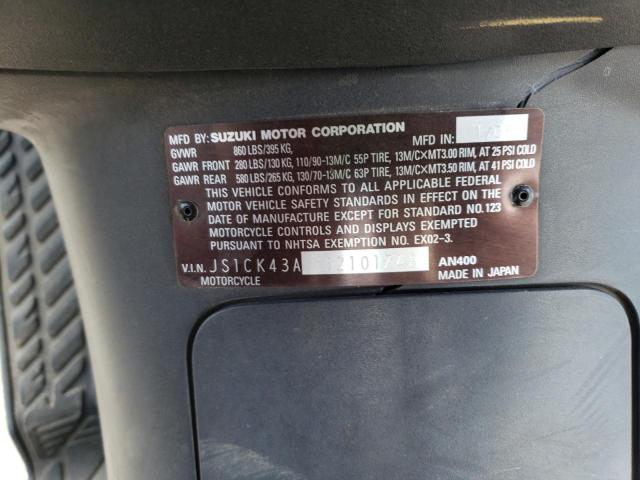 MFD BY: SUZUKI MOTOR CORPORATION MFD IN:
GVWR 860 LBS/395 KG,
GAWR FRONT 280 LBS/130 KG, 110/90-13M/C 55P TIRE, 13M/C×MT3.00 RIM, AT 25 PSI COLD
GAWR REAR 580 LBS/265 KG, 130/70-13M/C 63P TIRE, 13M/C×MT3.50 RIM, AT 41 PSI COLD
THIS VEHICLE CONFORMS TO ALL APPLICABLE FEDERAL
MOTOR VEHICLE SAFETY STANDARDS IN EFFECT ON THE
DATE OF MANUFACTURE EXCEPT FOR STANDARD NO.123
MOTORCYCLE CONTROLS AND DISPLAYS EXEMPTED
PURSUANT TO NHTSA EXEMPTION NO. EX02-3.
V.I.N. JS1CK43A AN400
MOTORCYCLE MADE IN JAPAN